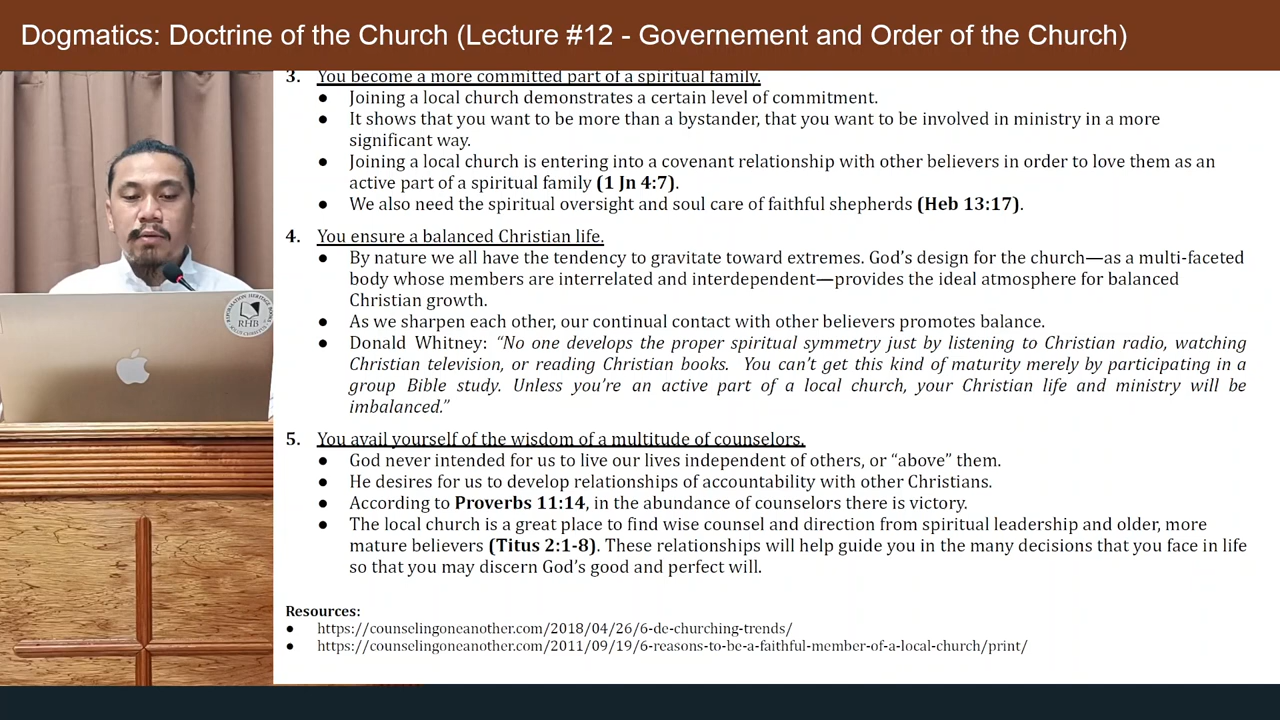 Dogmatics: Doctrine of the Church (Lecture #12 - Governement and Order of the Church)
3. You become a more committed part of a spiritual family.
● Joining a local church demonstrates a certain level of commitment.
● It shows that you want to be more than a bystander, that you want to be involved in ministry in a more
significant way.
● Joining a local church is entering into a covenant relationship with other believers in order to love them as an
active part of a spiritual family (1 Jn 4:7).
● We also need the spiritual oversight and soul care of faithful shepherds (Heb 13:17).
4. You ensure a balanced Christian life.
● By nature we all have the tendency to gravitate toward extremes. God’s design for the church—as a multi-faceted
body whose members are interrelated and interdependent—provides the ideal atmosphere for balanced
Christian growth.
● As we sharpen each other, our continual contact with other believers promotes balance.
● Donald Whitney: “No one develops the proper spiritual symmetry just by listening to Christian radio, watching
Christian television, or reading Christian books. You can’t get this kind of maturity merely by participating in a
group Bible study. Unless you’re an active part of a local church, your Christian life and ministry will be
imbalanced.”
5. You avail yourself of the wisdom of a multitude of counselors.
● God never intended for us to live our lives independent of others, or “above” them.
● He desires for us to develop relationships of accountability with other Christians.
● According to Proverbs 11:14, in the abundance of counselors there is victory.
● The local church is a great place to find wise counsel and direction from spiritual leadership and older, more
mature believers (Titus 2:1-8). These relationships will help guide you in the many decisions that you face in life
so that you may discern God’s good and perfect will.
Resources:
● https://counselingoneanother.com/2018/04/26/6-de-churching-trends/
● https://counselingoneanother.com/2011/09/19/6-reasons-to-be-a-faithful-member-of-a-local-church/print/
REFORMATION HERITAGE BOOKS
RHB